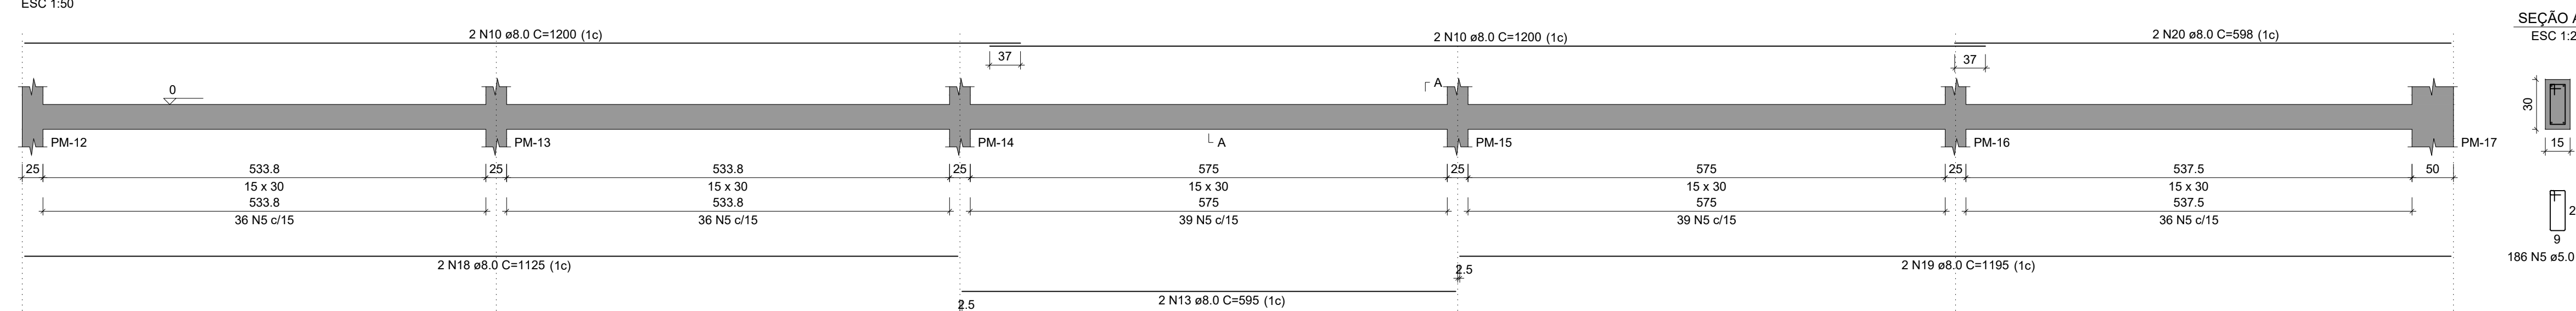 ESC 1:50
2 N10 ø8.0 C=1200 (1c)
2 N10 ø8.0 C=1200 (1c)
2 N20 ø8.0 C=598 (1c)
SEÇÃO A
ESC 1:2
37
37
0
A
30
PM-12
PM-13
PM-14
A
PM-15
PM-16
PM-17
15
25 533.8 25 533.8 25 575 25 575 25 537.5 50
15 x 30 15 x 30 15 x 30 15 x 30 15 x 30
533.8 533.8 575 575 537.5
36 N5 c/15 36 N5 c/15 39 N5 c/15 39 N5 c/15 36 N5 c/15
2
9
186 N5 ø5.0
2 N18 ø8.0 C=1125 (1c)
2.5
2 N19 ø8.0 C=1195 (1c)
2 N13 ø8.0 C=595 (1c)
2.5